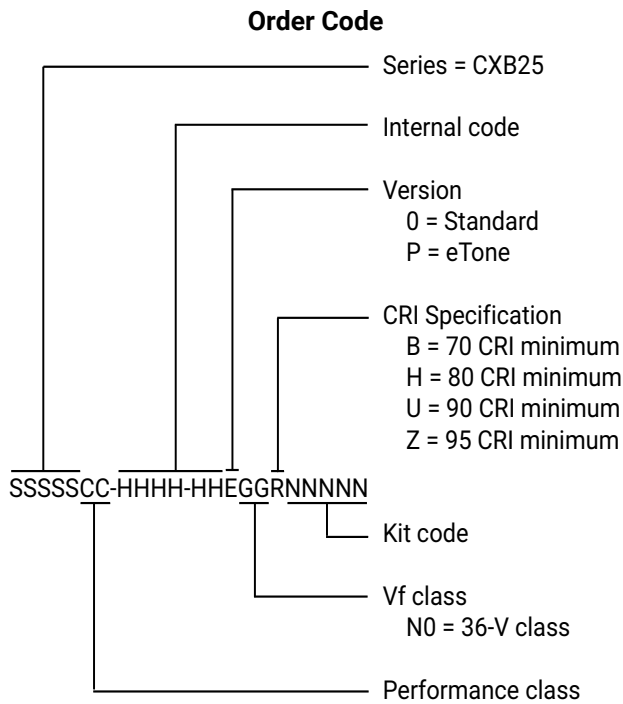 Order Code
Series = CXB25
Internal code
Version
0 = Standard
P = eTone
CRI Specification
B = 70 CRI minimum
H = 80 CRI minimum
U = 90 CRI minimum
Z = 95 CRI minimum
SSSSSCC-HHHH-HHEGGRNNNNN
Kit code
Vf class
N0 = 36-V class
Performance class